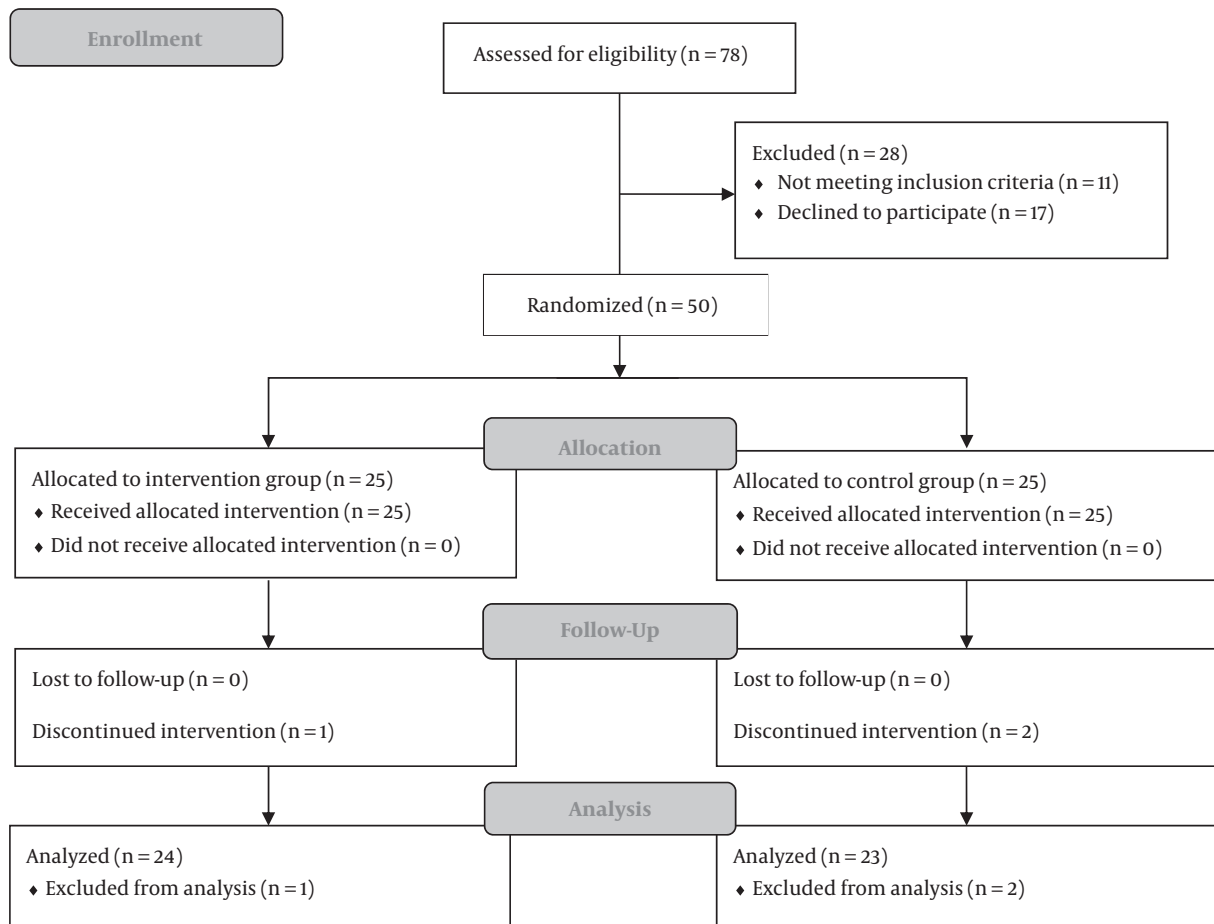 Enrollment
Assessed for eligibility (n = 78)
Excluded (n = 28)
♦ Not meeting inclusion criteria (n = 11)
♦ Declined to participate (n = 17)
Randomized (n = 50)
Allocation
Allocated to intervention group (n = 25)
♦ Received allocated intervention (n = 25)
♦ Did not receive allocated intervention (n = 0)
Allocated to control group (n = 25)
♦ Received allocated intervention (n = 25)
♦ Did not receive allocated intervention (n = 0)
Follow-Up
Lost to follow-up (n = 0)
Discontinued intervention (n = 1)
Lost to follow-up (n = 0)
Discontinued intervention (n = 2)
Analysis
Analyzed (n = 24)
♦ Excluded from analysis (n = 1)
Analyzed (n = 23)
♦ Excluded from analysis (n = 2)